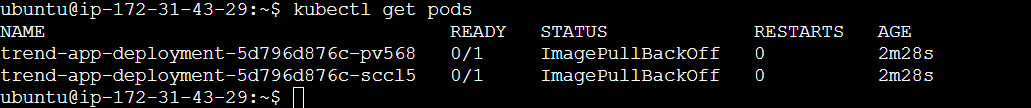 ubuntu@ip-172-31-43-29:~$ kubectl get pods
NAME READY STATUS RESTARTS AGE
trend-app-deployment-5d796d876c-pv568 0/1 ImagePullBackOff 0 2m28s
trend-app-deployment-5d796d876c-sccl5 0/1 ImagePullBackOff 0 2m28s
ubuntu@ip-172-31-43-29:~$